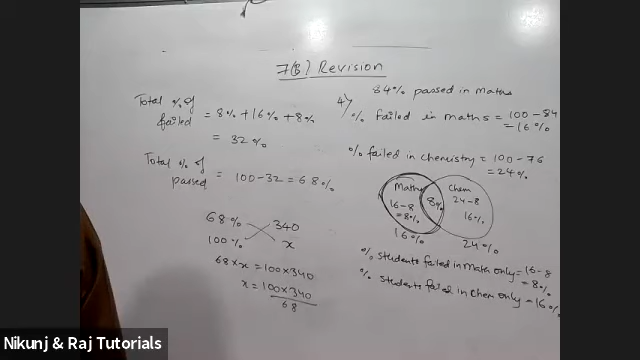 7(B) Revision
Total % of failed = 8% + 16% + 8%
= 32%
Total % of passed = 100 - 32 = 68%
68% 340
100% x
68 × x = 100 × 340
x = 100 × 340
68
84% passed in maths
4) % failed in maths = 100 - 84
= 16%
% failed in chemistry = 100 - 76
= 24%
Maths 8% Chem
16 - 8 24 - 8
= 8% 16%
16% 24%
% students failed in Math only = 16 - 8
= 8%
% students failed in Chem only = 16%
Nikunj & Raj Tutorials